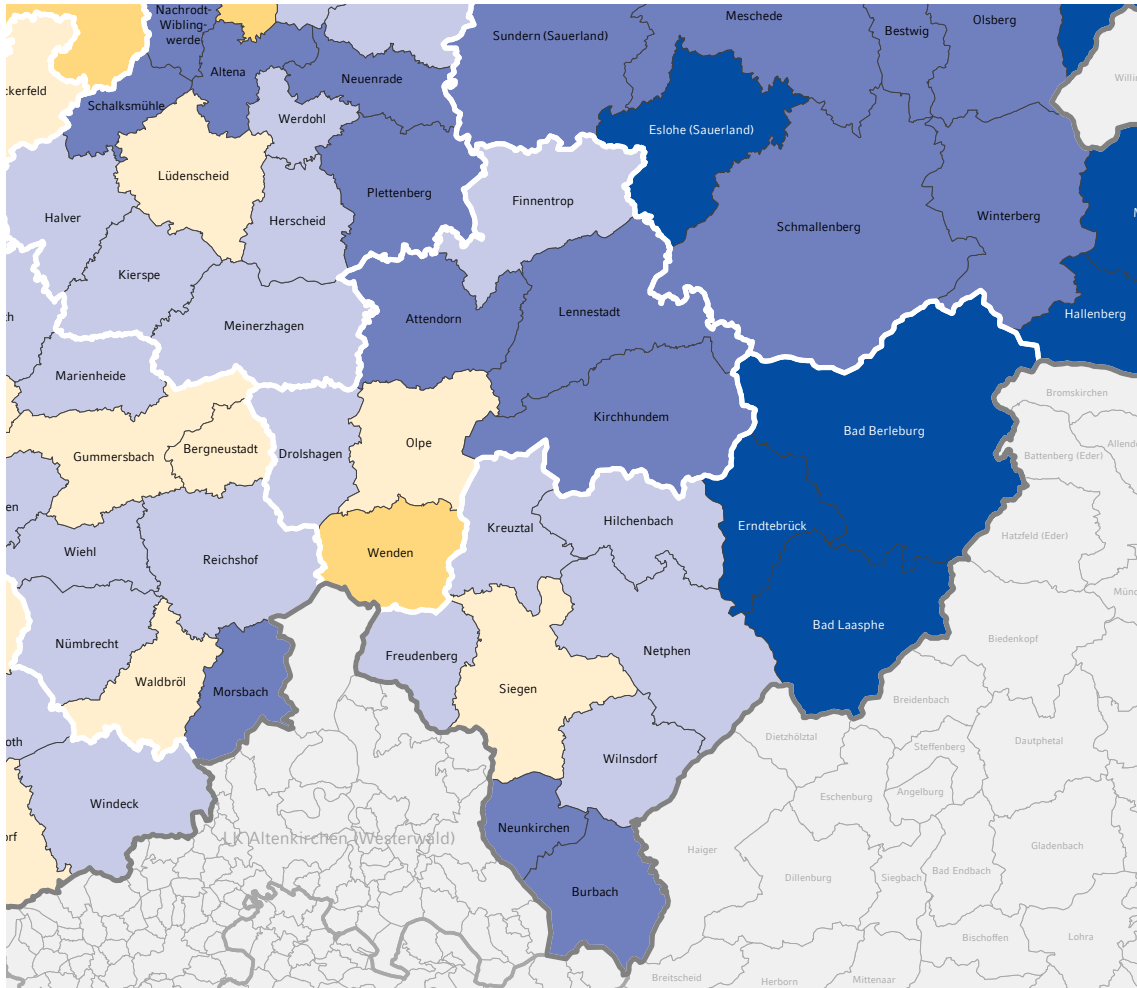 Nachrodt-
Wibling-
werde
Sundern (Sauerland)
Meschede
Bestwig
Olsberg
Altena
Neuenrade
ckerfeld
Schalksmühle
Werdohl
Eslohe (Sauerland)
Lüdenscheid
Plettenberg
Finnentrop
Halver
Herscheid
Schmallenberg
Winterberg
Kierspe
Meinerzhagen
Attendorn
Lennestadt
Hallenberg
Marienheide
Bromskirchen
Kirchhundem
Bad Berleburg
Olpe
Drolshagen
Bergneustadt
Gummersbach
Battenberg (Eder)
Kreuztal
Hilchenbach
Erndtebrück
Hatzfeld (Eder)
Wiehl
Reichshof
Wenden
Bad Laasphe
Biedenkopf
Nümbrecht
Netphen
Freudenberg
Waldbröl
Morsbach
Siegen
Breidenbach
Dietzhölztal
Steffenberg
Dautphetal
Wilnsdorf
Angelburg
Eschenburg
Windeck
Neunkirchen
LK Altenkirchen (Westerwald)
Haiger
Gladenbach
Dillenburg
Siegbach
Bad Endbach
Burbach
Bischoffen
Lohra
Breitscheid
Herborn
Mittenaar